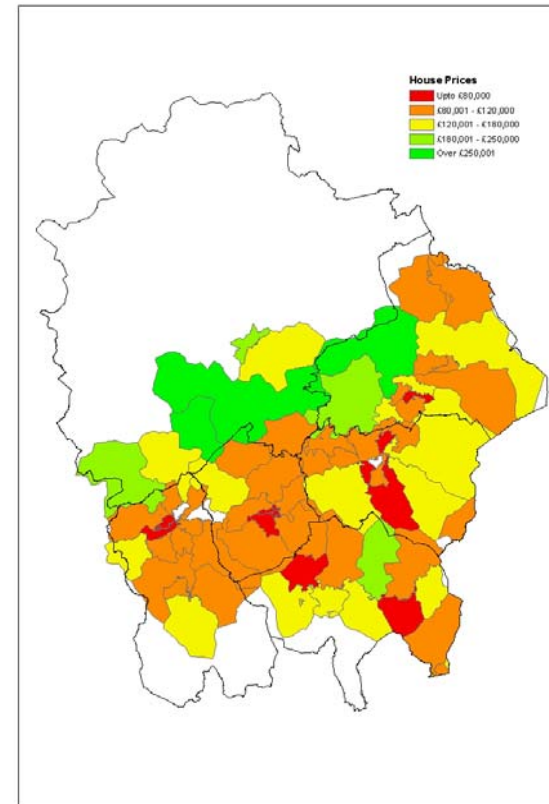 House Prices
Upto £80,000
£80,001 - £120,000
£120,001 - £180,000
£180,001 - £250,000
Over £250,001